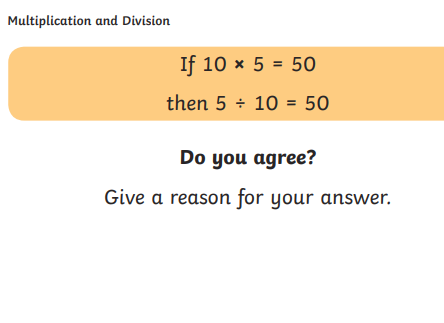 Multiplication and Division
If 10 × 5 = 50
then 5 ÷ 10 = 50
Do you agree?
Give a reason for your answer.